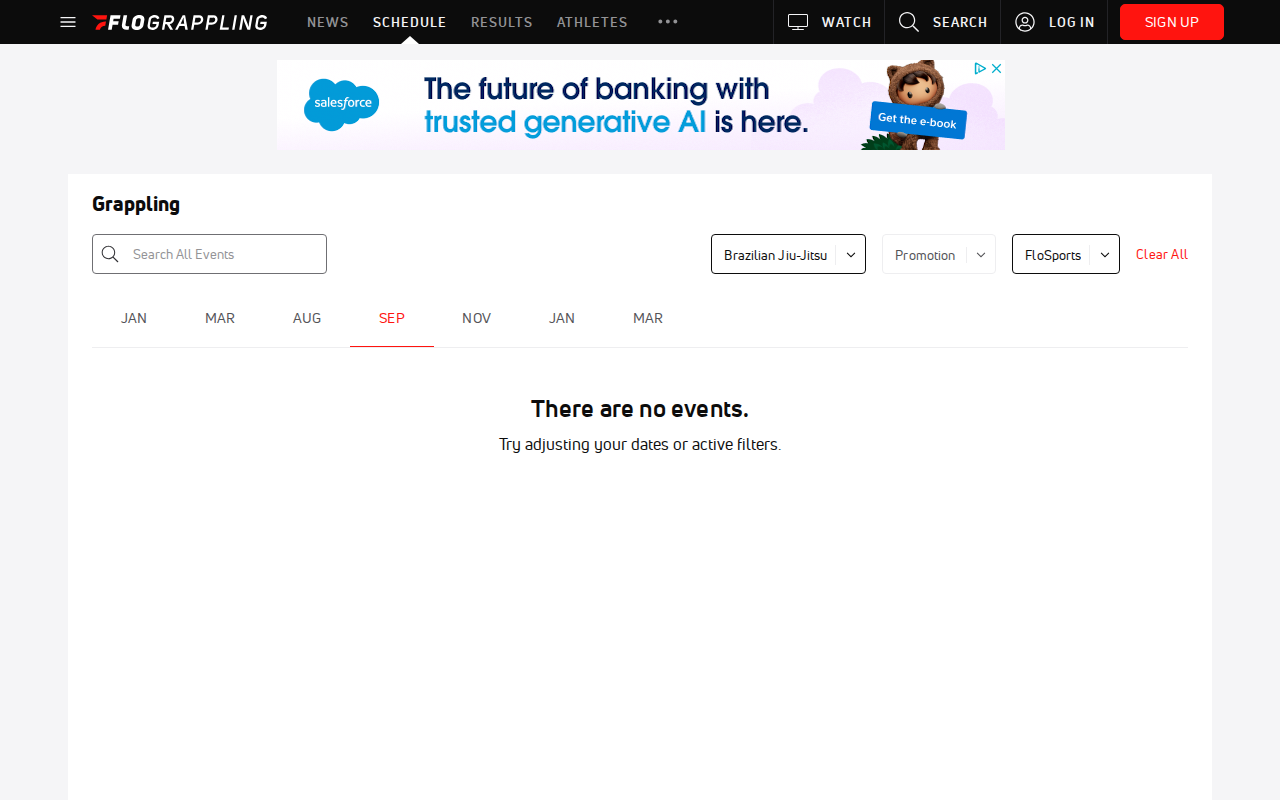 FLOGRAPPLING NEWS SCHEDULE RESULTS ATHLETES WATCH SEARCH LOG IN SIGN UP
salesforce
The future of banking with
trusted generative AI is here.
Get the e-book
Grappling
Search All Events Brazilian Jiu-Jitsu Promotion FloSports Clear All
JAN MAR AUG SEP NOV JAN MAR
There are no events.
Try adjusting your dates or active filters.